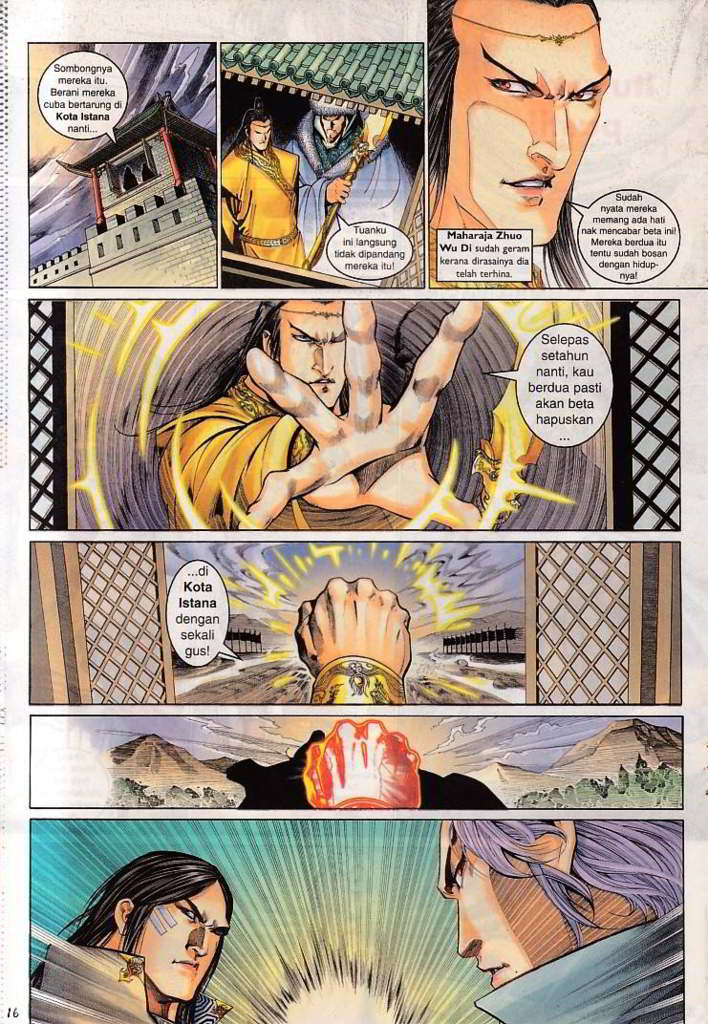 Sombongnya
mereka itu.
Berani mereka
cuba bertarung di
Kota Istana
nanti...
Tuanku
ini langsung
tidak dipandang
mereka itu!
Maharaja Zhuo
Wu Di sudah geram
kerana dirasainya dia
telah terhina.
Sudah
nyata mereka
memang ada hati
nak mencabar beta ini!
Mereka berdua itu
tentu sudah bosan
dengan hidup-
nya!
Selepas
setahun
nanti, kau
berdua pasti
akan beta
hapuskan
...
...di
Kota
Istana
dengan
sekali
gus!
16